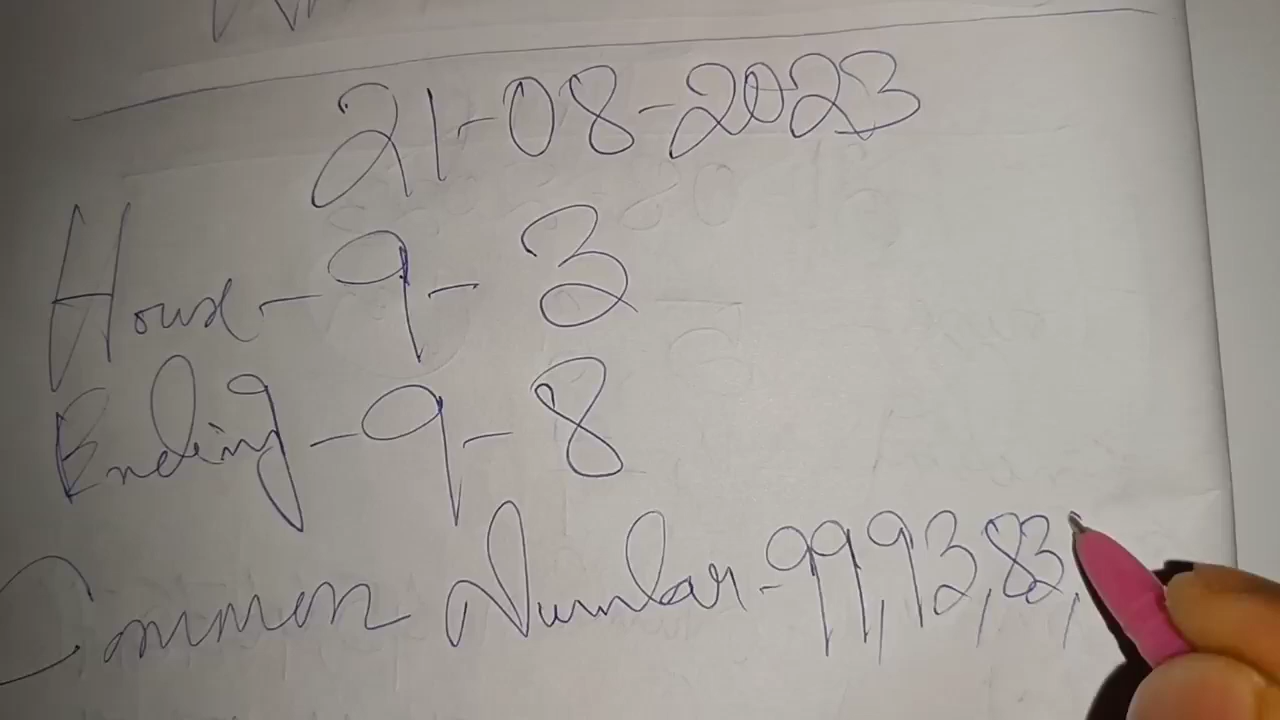 21-08-2023
House - 9 - 3
Ending - 9 - 8
Common Number - 99, 93, 83,